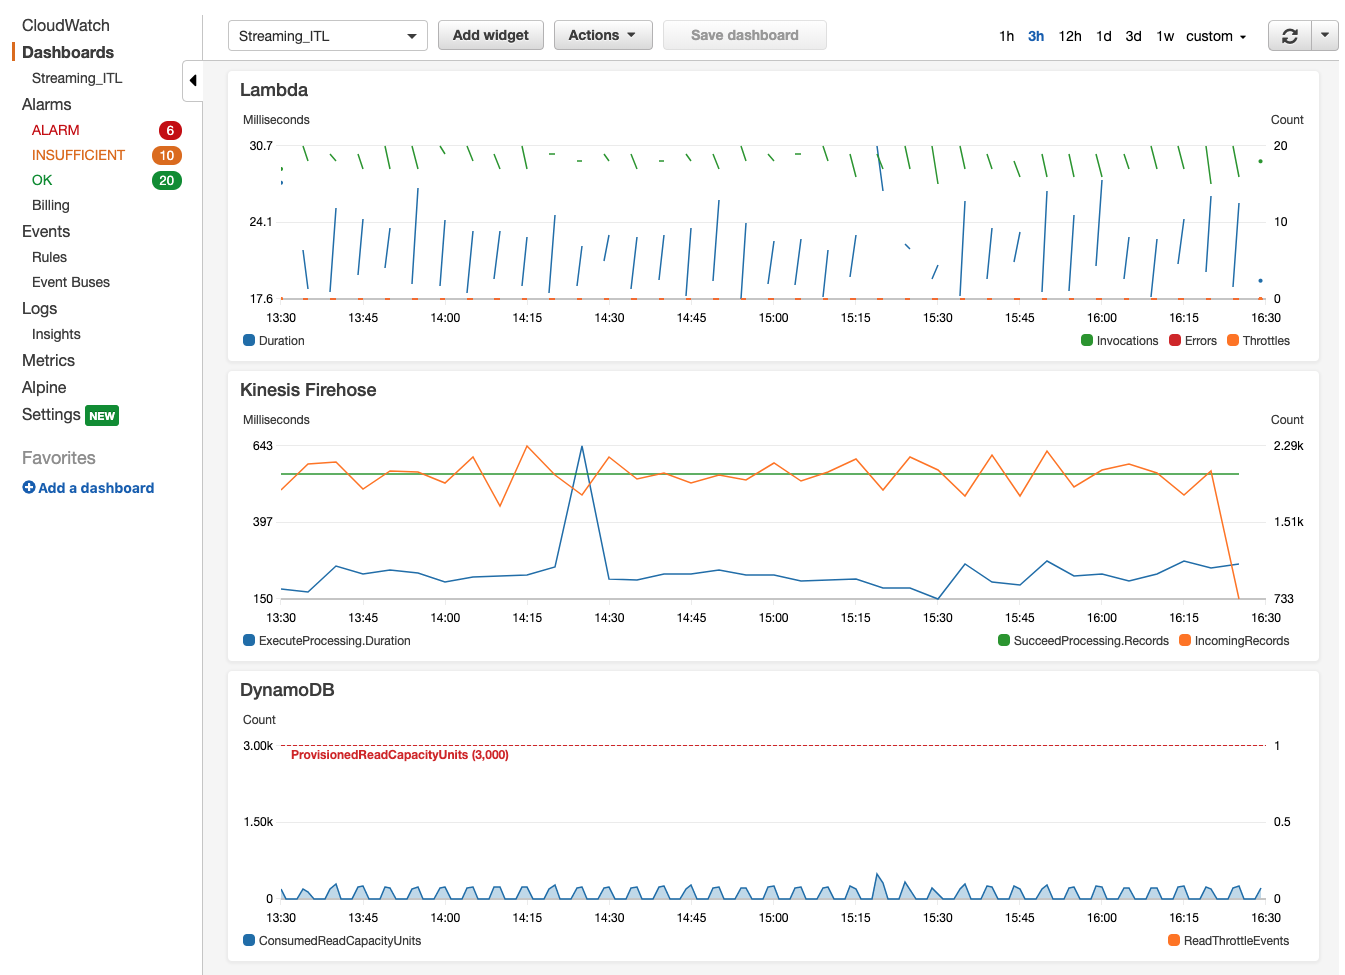 CloudWatch
Dashboards
Streaming_ITL
Alarms
ALARM 6
INSUFFICIENT 10
OK 20
Billing
Events
Rules
Event Buses
Logs
Insights
Metrics
Alpine
Settings NEW
Favorites
Add a dashboard
Streaming_ITL Add widget Actions Save dashboard 1h 3h 12h 1d 3d 1w custom
Lambda
Milliseconds Count
30.7 20
24.1 10
17.6 0
13:30 13:45 14:00 14:15 14:30 14:45 15:00 15:15 15:30 15:45 16:00 16:15 16:30
Duration Invocations Errors Throttles
Kinesis Firehose
Milliseconds Count
643 2.29k
397 1.51k
150 733
13:30 13:45 14:00 14:15 14:30 14:45 15:00 15:15 15:30 15:45 16:00 16:15 16:30
ExecuteProcessing.Duration SucceedProcessing.Records IncomingRecords
DynamoDB
Count
3.00k 1
ProvisionedReadCapacityUnits (3,000)
1.50k 0.5
0 0
13:30 13:45 14:00 14:15 14:30 14:45 15:00 15:15 15:30 15:45 16:00 16:15 16:30
ConsumedReadCapacityUnits ReadThrottleEvents